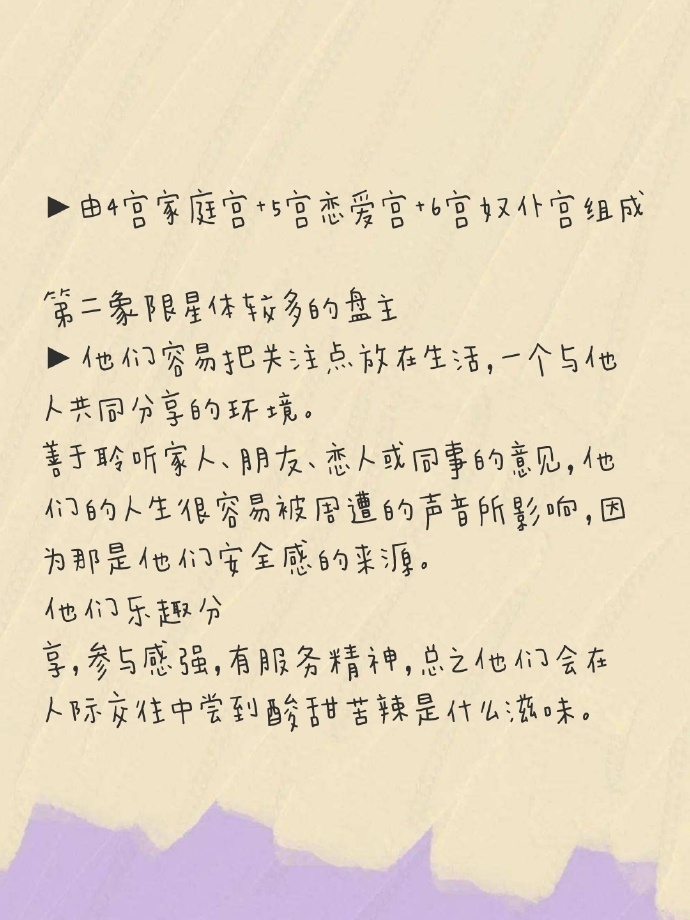 ▶由4宫家庭宫+5宫恋爱宫+6宫奴仆宫组成
第二象限星体较多的盘主
▶他们容易把关注点放在生活,一个与他
人共同分享的环境。
善于聆听家人、朋友、恋人或同事的意见,他
们的人生很容易被周遭的声音所影响,因
为那是他们安全感的来源。
他们乐趣分
享,参与感强,有服务精神,总之他们会在
人际交往中尝到酸甜苦辣是什么滋味。